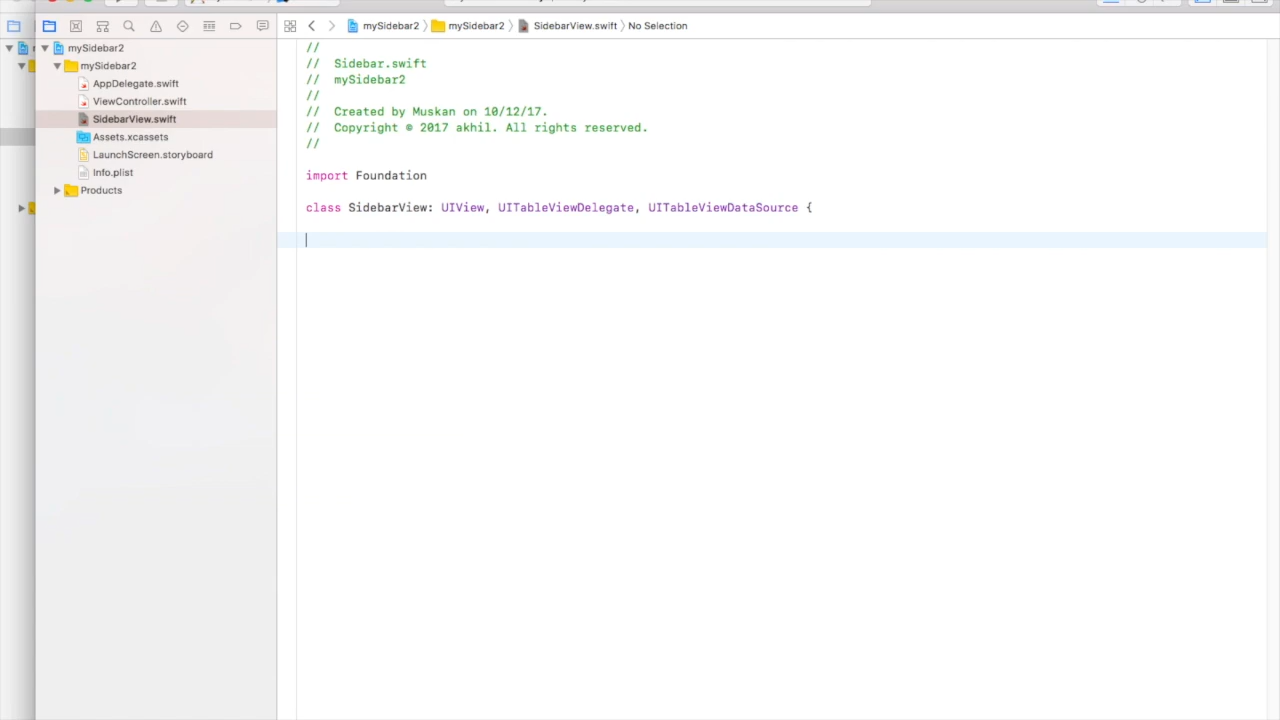 mySidebar2 mySidebar2 SidebarView.swift No Selection
mySidebar2
mySidebar2
AppDelegate.swift
ViewController.swift
SidebarView.swift
Assets.xcassets
LaunchScreen.storyboard
Info.plist
Products
//
// Sidebar.swift
// mySidebar2
//
// Created by Muskan on 10/12/17.
// Copyright © 2017 akhil. All rights reserved.
//
import Foundation
class SidebarView: UIView, UITableViewDelegate, UITableViewDataSource {